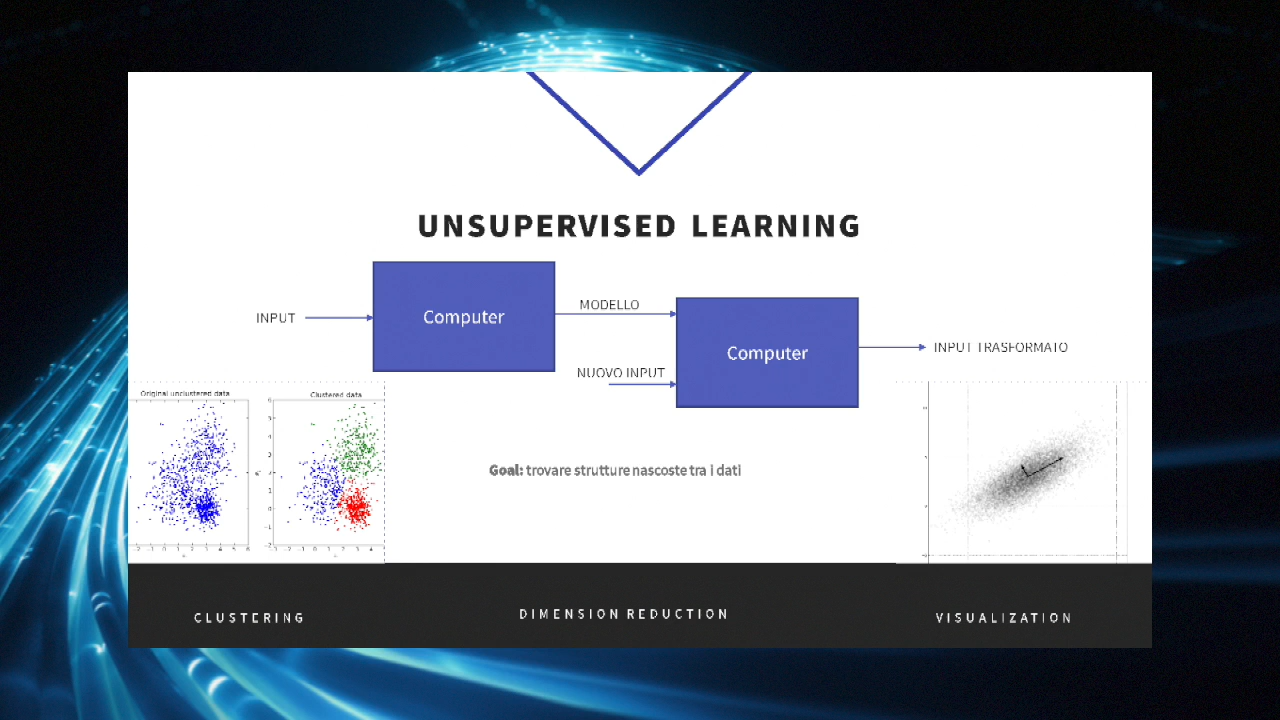 UNSUPERVISED LEARNING
INPUT
Computer
MODELLO
NUOVO INPUT
Computer
INPUT TRASFORMATO
Original unclustered data
Clustered data
Goal: trovare strutture nascoste tra i dati
CLUSTERING
DIMENSION REDUCTION
VISUALIZATION